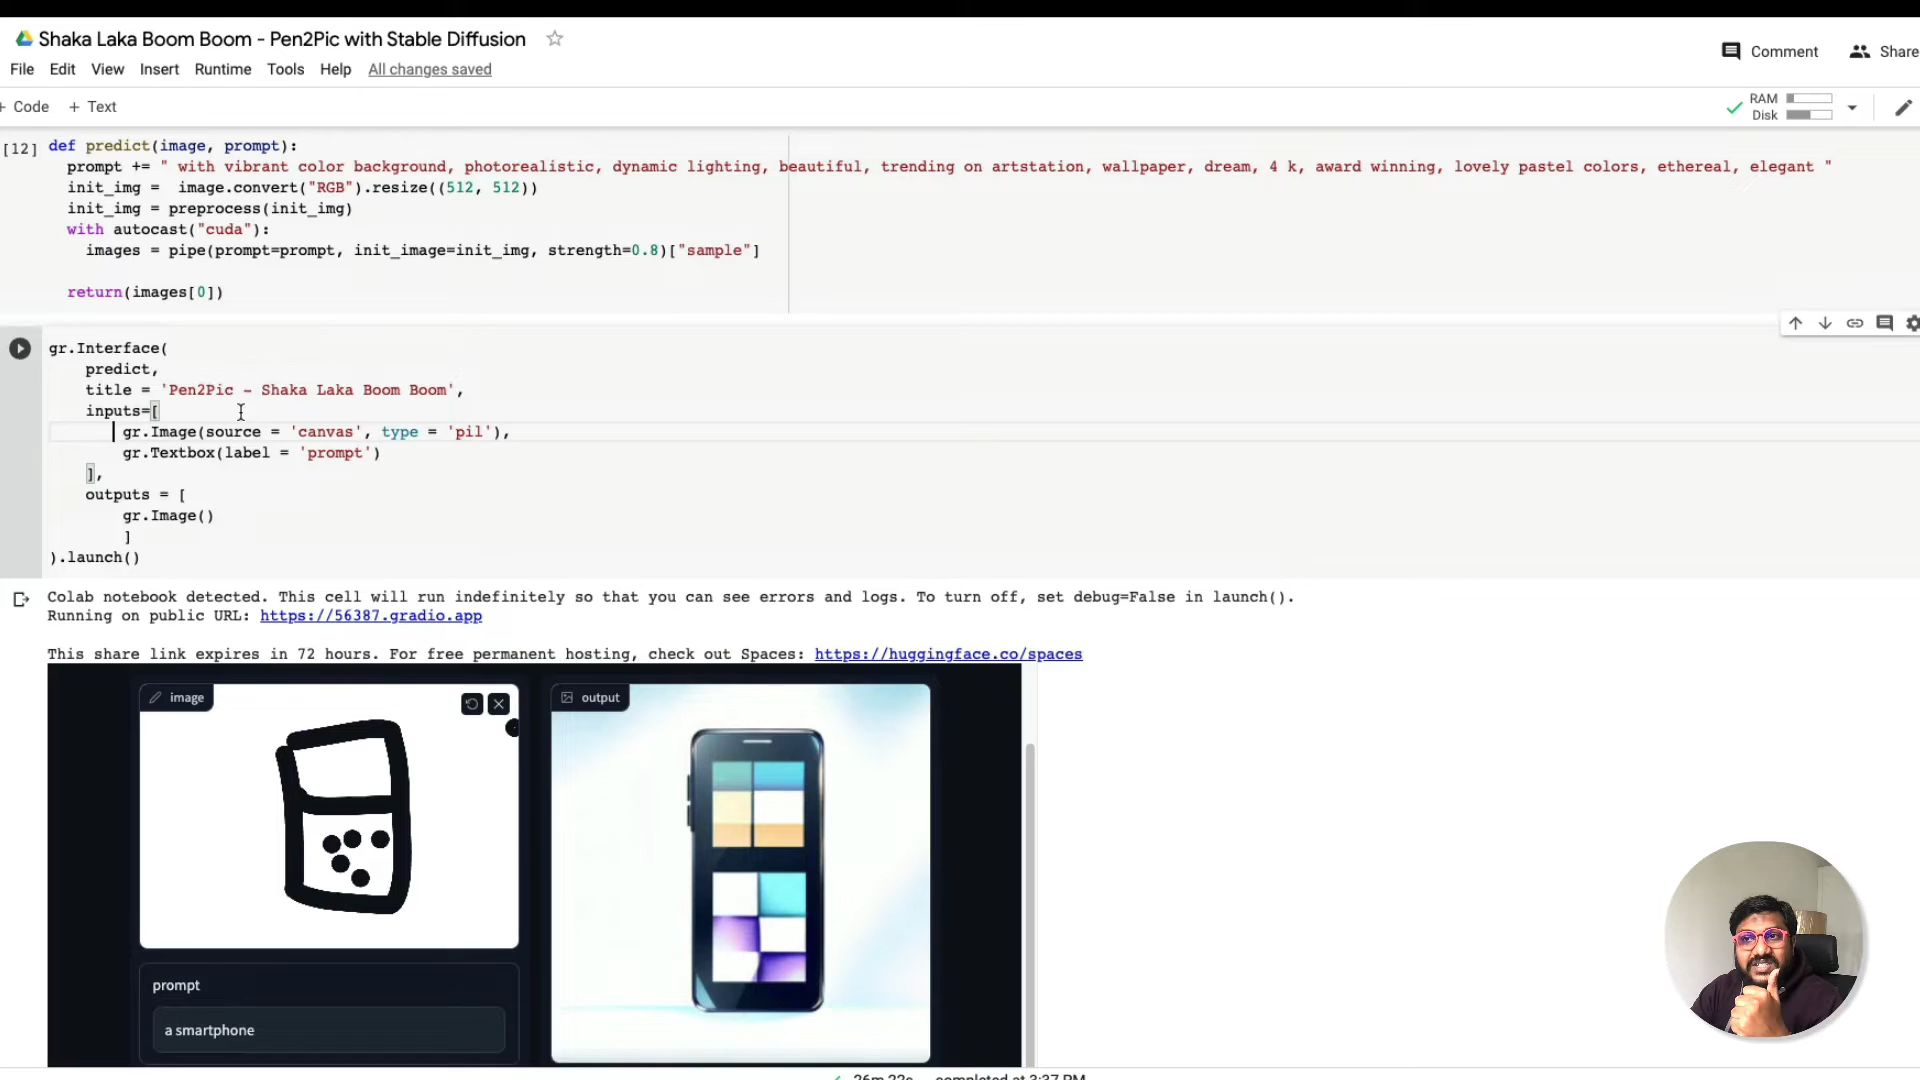 Shaka Laka Boom Boom - Pen2Pic with Stable Diffusion
Comment
Share
File Edit View Insert Runtime Tools Help All changes saved
+ Code + Text
RAM
Disk
[12] def predict(image, prompt):
prompt += " with vibrant color background, photorealistic, dynamic lighting, beautiful, trending on artstation, wallpaper, dream, 4 k, award winning, lovely pastel colors, ethereal, elegant "
init_img = image.convert("RGB").resize((512, 512))
init_img = preprocess(init_img)
with autocast("cuda"):
images = pipe(prompt=prompt, init_image=init_img, strength=0.8)["sample"]
return(images[0])
gr.Interface(
predict,
title = 'Pen2Pic - Shaka Laka Boom Boom',
inputs=[
gr.Image(source = 'canvas', type = 'pil'),
gr.Textbox(label = 'prompt')
],
outputs = [
gr.Image()
]
).launch()
Colab notebook detected. This cell will run indefinitely so that you can see errors and logs. To turn off, set debug=False in launch().
Running on public URL: https://56387.gradio.app
This share link expires in 72 hours. For free permanent hosting, check out Spaces: https://huggingface.co/spaces
image
output
prompt
a smartphone
26m 22s completed at 3:37 PM